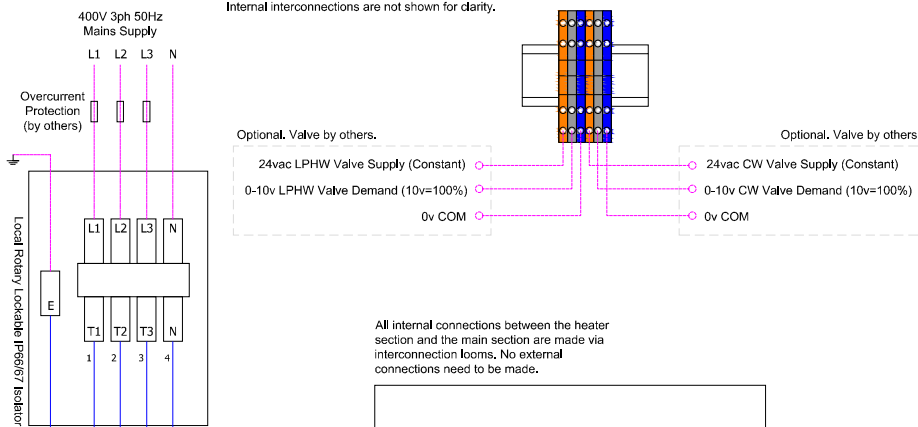 Internal interconnections are not shown for clarity.
400V 3ph 50Hz
Mains Supply
L1 L2 L3 N
Overcurrent
Protection
(by others)
Optional. Valve by others.
24vac LPHW Valve Supply (Constant)
0-10v LPHW Valve Demand (10v=100%)
0v COM
Optional. Valve by others
24vac CW Valve Supply (Constant)
0-10v CW Valve Demand (10v=100%)
0v COM
Local Rotary Lockable IP66/67 Isolator
L1 L2 L3 N
E
T1 T2 T3 N
1 2 3 4
All internal connections between the heater
section and the main section are made via
interconnection looms. No external
connections need to be made.